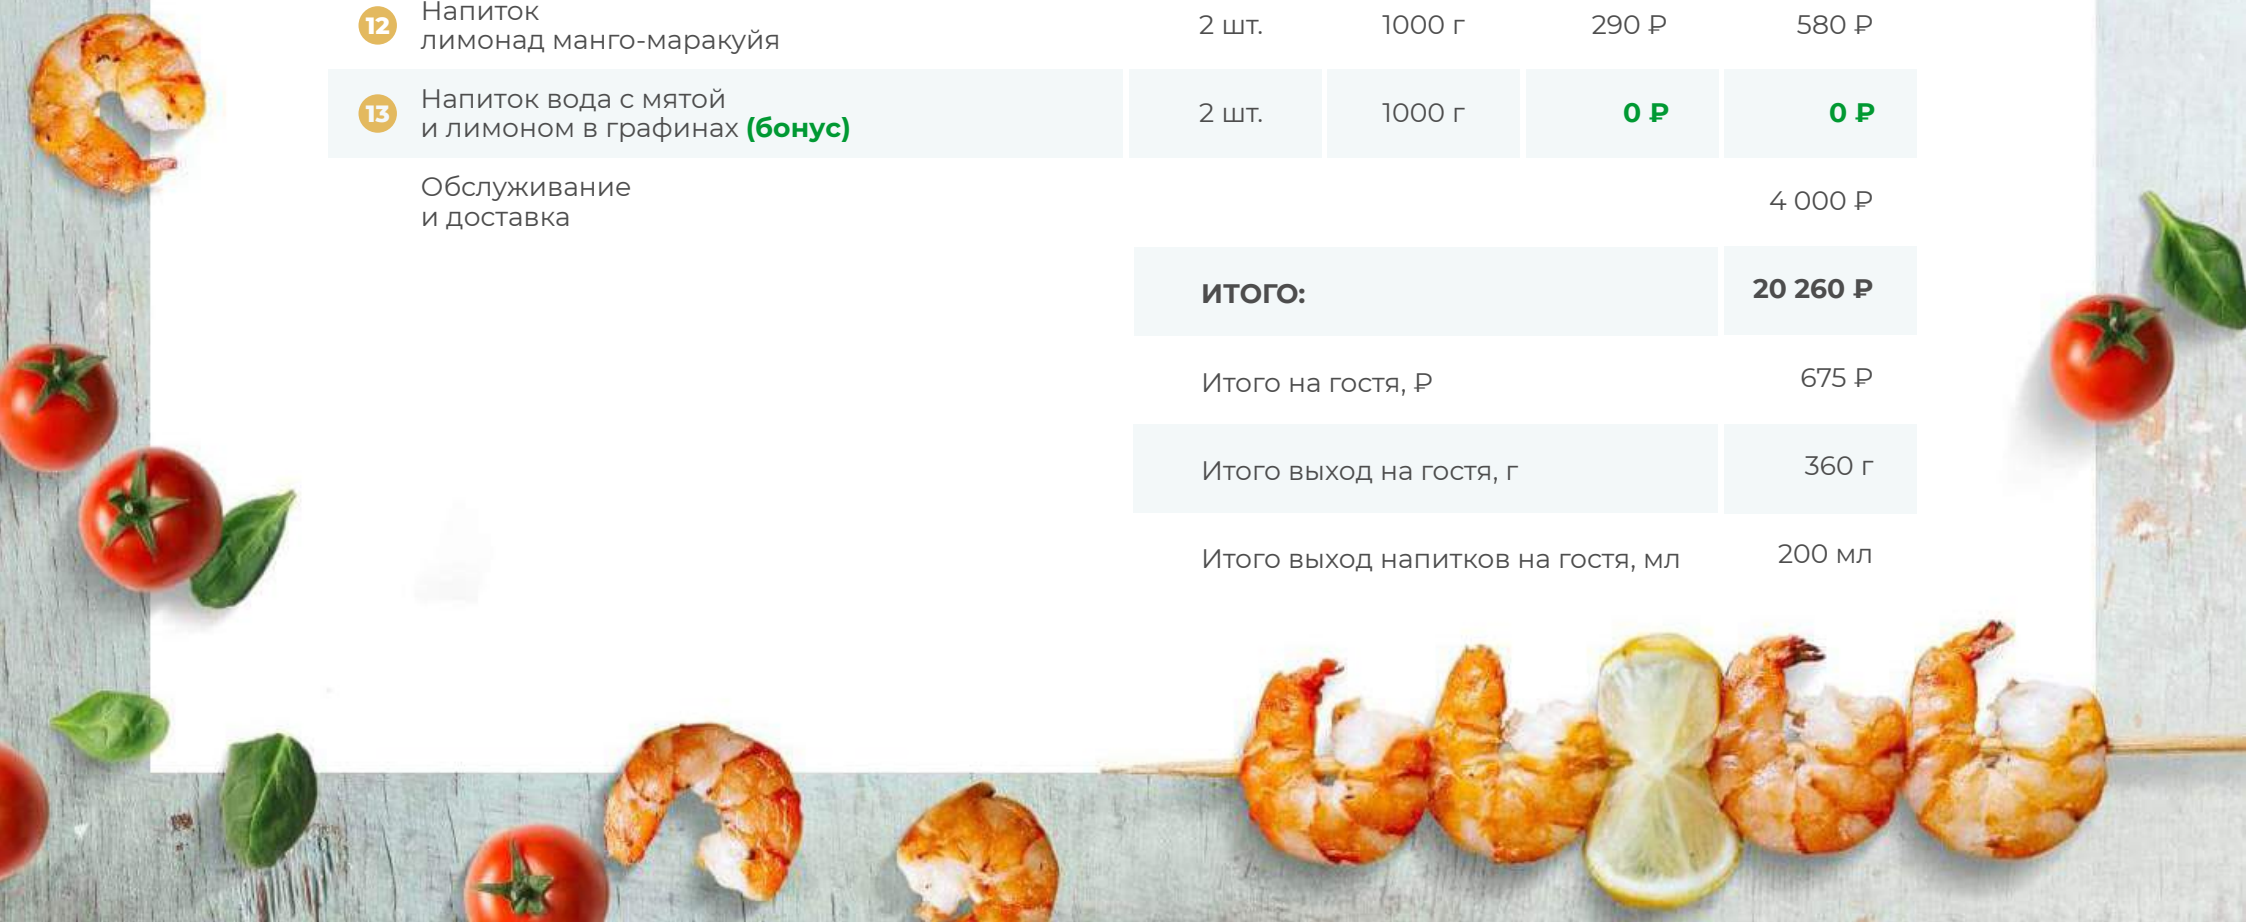 12
Напиток
лимонад манго-маракуйя
2 шт.
1000 г
290 ₽
580 ₽
13
Напиток вода с мятой
и лимоном в графинах (бонус)
2 шт.
1000 г
0 ₽
0 ₽
Обслуживание
и доставка
4 000 ₽
ИТОГО:
20 260 ₽
Итого на гостя, ₽
675 ₽
Итого выход на гостя, г
360 г
Итого выход напитков на гостя, мл
200 мл